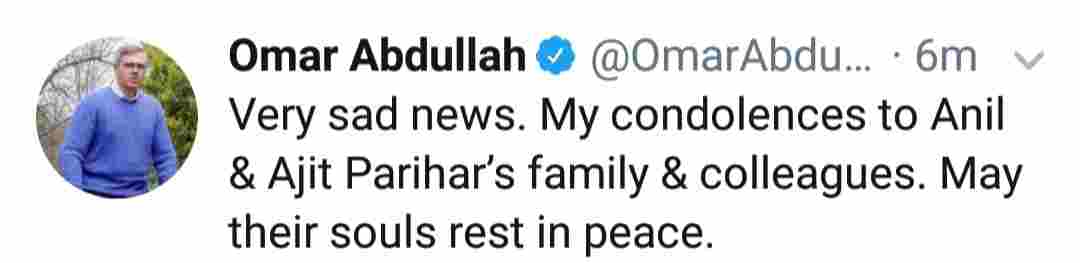 Omar Abdullah @OmarAbdu... · 6m
Very sad news. My condolences to Anil
& Ajit Parihar’s family & colleagues. May
their souls rest in peace.